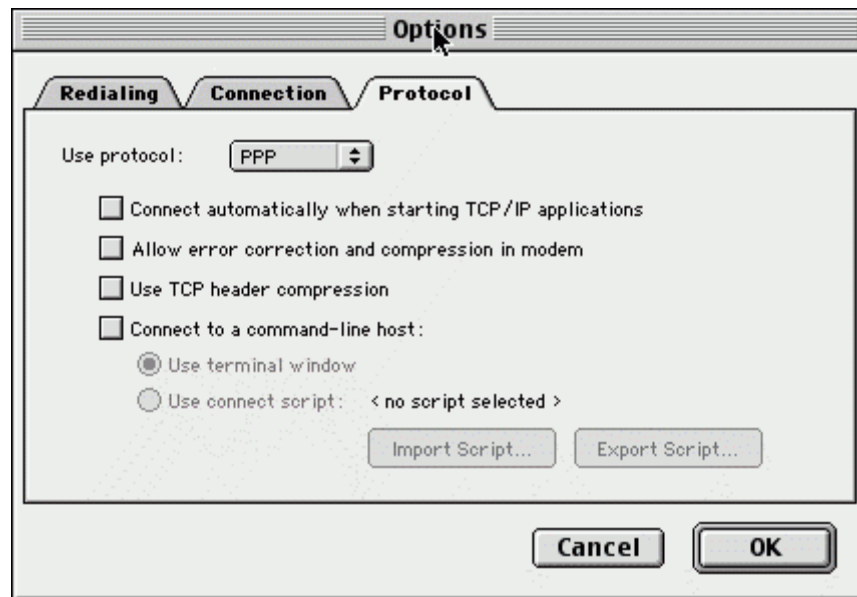 Options
Redialing Connection Protocol
Use protocol: PPP
Connect automatically when starting TCP/IP applications
Allow error correction and compression in modem
Use TCP header compression
Connect to a command-line host:
Use terminal window
Use connect script: < no script selected >
Import Script... Export Script...
Cancel OK